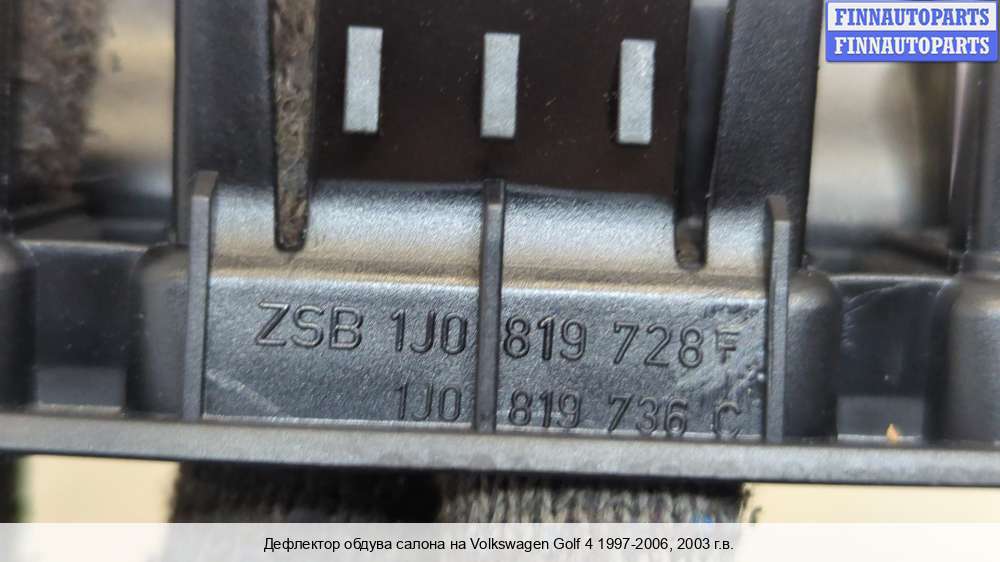 FINNAUTOPARTS
FINNAUTOPARTS
ZSB 1J0 819 728 F
1J0 819 736 C
Дефлектор обдува салона на Volkswagen Golf 4 1997-2006, 2003 г.в.